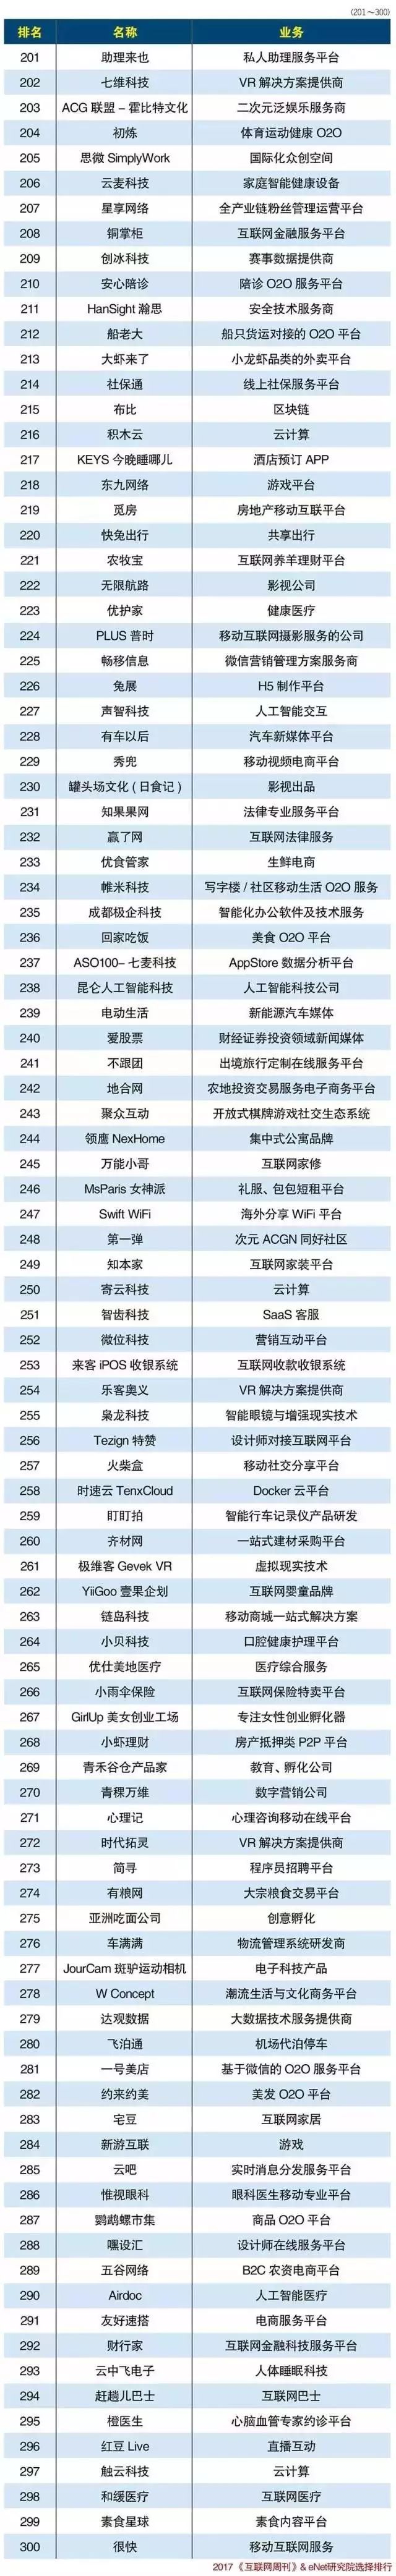 (201~300)
排名 名称 业务
201 助理来也 私人助理服务平台
202 七维科技 VR 解决方案提供商
203 ACG 联盟 – 霍比特文化 二次元泛娱乐服务商
204 初炼 体育运动健康 O2O
205 思微 SimplyWork 国际化众创空间
206 云麦科技 家庭智能健康设备
207 星享网络 全产业链粉丝管理运营平台
208 铜掌柜 互联网金融服务平台
209 创冰科技 赛事数据提供商
210 安心陪诊 陪诊 O2O 服务平台
211 HanSight 瀚思 安全技术服务商
212 船老大 船只货运对接的 O2O 平台
213 大虾来了 小龙虾品类的外卖平台
214 社保通 线上社保服务平台
215 布比 区块链
216 积木云 云计算
217 KEYS 今晚睡哪儿 酒店预订 APP
218 东九网络 游戏平台
219 觅房 房地产移动互联平台
220 快兔出行 共享出行
221 农牧宝 互联网养羊理财平台
222 无限航路 影视公司
223 优护家 健康医疗
224 PLUS 普时 移动互联网摄影服务的公司
225 畅移信息 微信营销管理方案服务商
226 兔展 H5 制作平台
227 声智科技 人工智能交互
228 有车以后 汽车新媒体平台
229 秀兜 移动视频电商平台
230 罐头场文化 ( 日食记 ) 影视出品
231 知果果网 法律专业服务平台
232 赢了网 互联网法律服务
233 优食管家 生鲜电商
234 帷米科技 写字楼 / 社区移动生活 O2O 服务
235 成都极企科技 智能化办公软件及技术服务
236 回家吃饭 美食 O2O 平台
237 ASO100– 七麦科技 AppStore 数据分析平台
238 昆仑人工智能科技 人工智能科技公司
239 电动生活 新能源汽车媒体
240 爱股票 财经证券投资领域新闻媒体
241 不跟团 出境旅行定制在线服务平台
242 地合网 农地投资交易服务电子商务平台
243 聚众互动 开放式棋牌游戏社交生态系统
244 领鹰 NexHome 集中式公寓品牌
245 万能小哥 互联网家修
246 MsParis 女神派 礼服、包包短租平台
247 Swift WiFi 海外分享 WiFi 平台
248 第一弹 次元 ACGN 同好社区
249 知本家 互联网家装平台
250 寄云科技 云计算
251 智齿科技 SaaS 客服
252 微位科技 营销互动平台
253 来客 iPOS 收银系统 互联网收款收银系统
254 乐客奥义 VR 解决方案提供商
255 枭龙科技 智能眼镜与增强现实技术
256 Tezign 特赞 设计师对接互联网平台
257 火柴盒 移动社交分享平台
258 时速云 TenxCloud Docker 云平台
259 盯盯拍 智能行车记录仪产品研发
260 齐材网 一站式建材采购平台
261 极维客 Gevek VR 虚拟现实技术
262 YiiGoo 壹果企划 互联网婴童品牌
263 链岛科技 移动商城一站式解决方案
264 小贝科技 口腔健康护理平台
265 优仕美地医疗 医疗综合服务
266 小雨伞保险 互联网保险特卖平台
267 GirlUp 美女创业工场 专注女性创业孵化器
268 小虾理财 房产抵押类 P2P 平台
269 青禾谷仓产品家 教育、孵化公司
270 青稞万维 数字营销公司
271 心理记 心理咨询移动在线平台
272 时代拓灵 VR 解决方案提供商
273 简寻 程序员招聘平台
274 有粮网 大宗粮食交易平台
275 亚洲吃面公司 创意孵化
276 车满满 物流管理系统研发商
277 JourCam 斑驴运动相机 电子科技产品
278 W Concept 潮流生活与文化商务平台
279 达观数据 大数据技术服务提供商
280 飞泊通 机场代泊停车
281 一号美店 基于微信的 O2O 服务平台
282 约来约美 美发 O2O 平台
283 宅豆 互联网家居
284 新游互联 游戏
285 云吧 实时消息分发服务平台
286 惟视眼科 眼科医生移动专业平台
287 鹦鹉螺市集 商品 O2O 平台
288 嘿设汇 设计师在线服务平台
289 五谷网络 B2C 农资电商平台
290 Airdoc 人工智能医疗
291 友好速搭 电商服务平台
292 财行家 互联网金融科技服务平台
293 云中飞电子 人体睡眠科技
294 赶趟儿巴士 互联网巴士
295 橙医生 心脑血管专家约诊平台
296 红豆 Live 直播互动
297 触云科技 云计算
298 和缓医疗 互联网医疗
299 素食星球 素食内容平台
300 很快 移动互联网服务
2017《互联网周刊》& eNet研究院选择排行